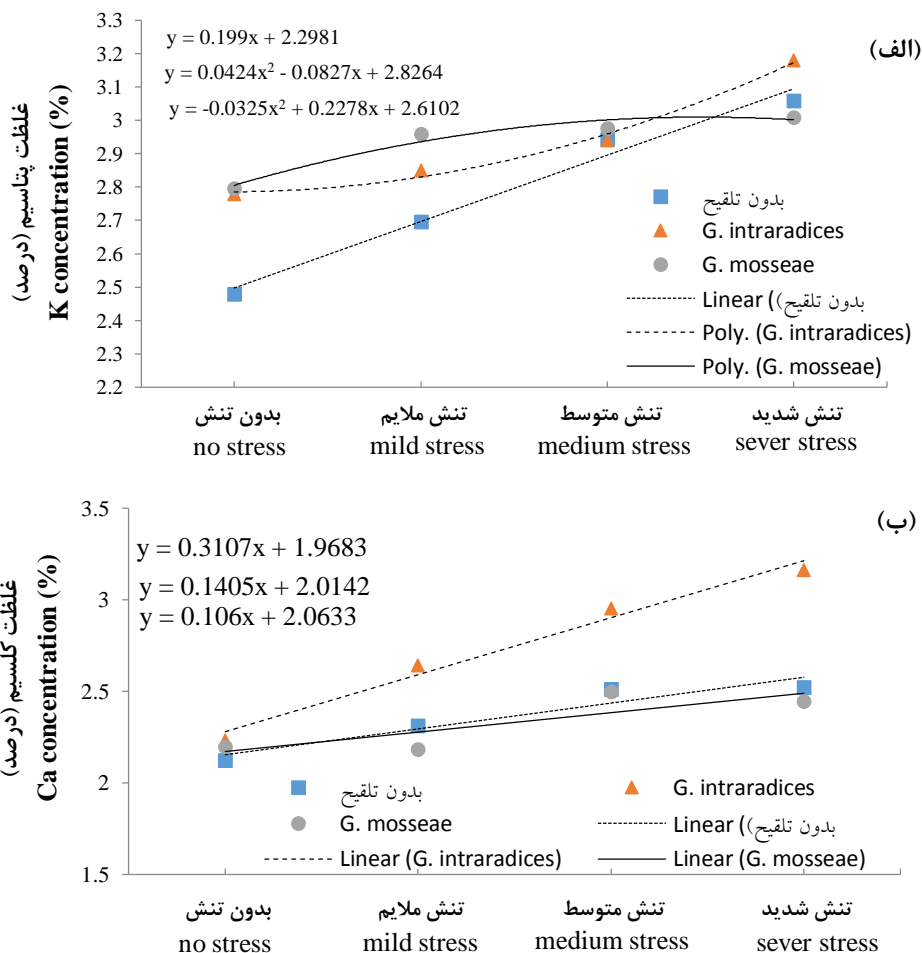 (الف)
غلظت پتاسیم (درصد)
K concentration (%)
3.3
3.2
3.1
3
2.9
2.8
2.7
2.6
2.5
2.4
2.3
2.2
y = 0.199x + 2.2981
y = 0.0424x² - 0.0827x + 2.8264
y = -0.0325x² + 0.2278x + 2.6102
بدون تلقیح
G. intraradices
G. mosseae
Linear (بدون تلقیح)
Poly. (G. intraradices)
Poly. (G. mosseae)
بدون تنش تنش ملایم تنش متوسط تنش شدید
no stress mild stress medium stress sever stress
(ب)
غلظت کلسیم (درصد)
Ca concentration (%)
3.5
3
2.5
2
1.5
y = 0.3107x + 1.9683
y = 0.1405x + 2.0142
y = 0.106x + 2.0633
بدون تلقیح G. intraradices
G. mosseae Linear (بدون تلقیح)
Linear (G. intraradices) Linear (G. mosseae)
بدون تنش تنش ملایم تنش متوسط تنش شدید
no stress mild stress medium stress sever stress